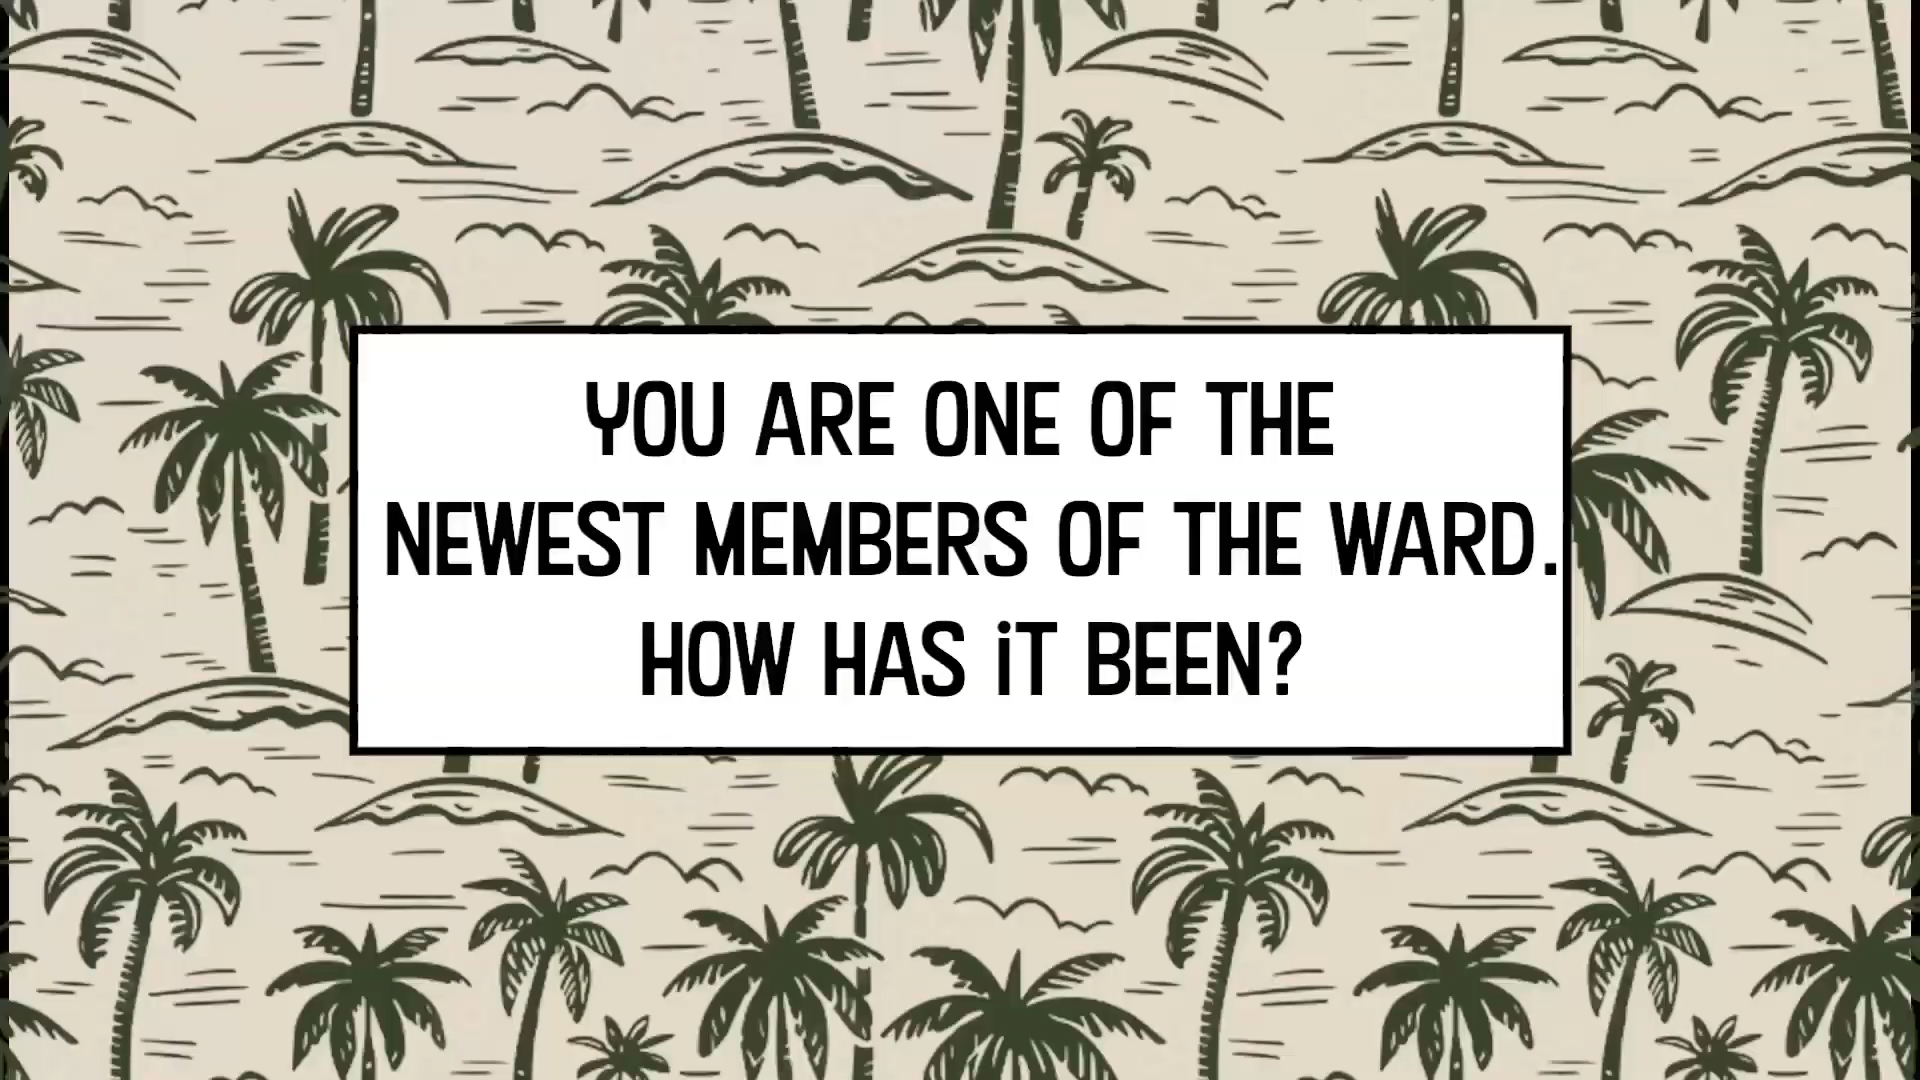 YOU ARE ONE OF THE
NEWEST MEMBERS OF THE WARD.
HOW HAS iT BEEN?